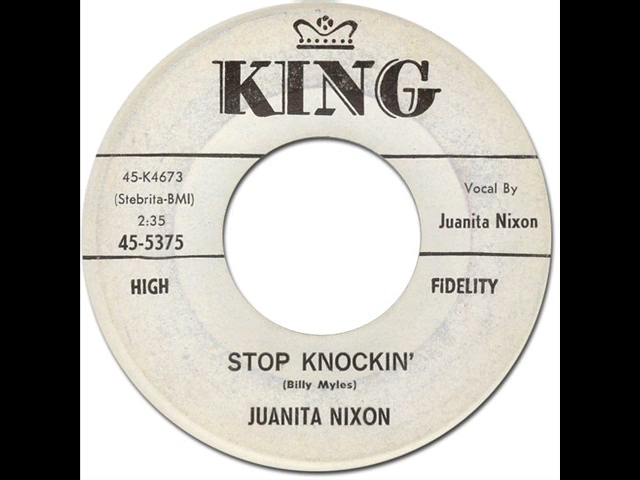 KING
45-K4673
(Stebrita-BMI)
2:35
45-5375
Vocal By
Juanita Nixon
HIGH FiDELITY
STOP KNOCKIN'
(Billy Myles)
JUANITA NIXON